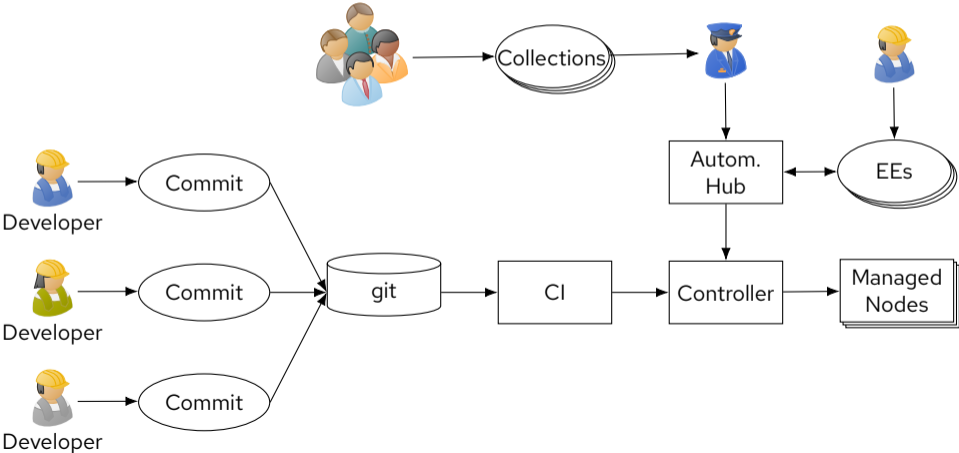 Collections
Autom.
Hub
EEs
Commit
Developer
Commit
Developer
git
CI
Controller
Managed
Nodes
Commit
Developer